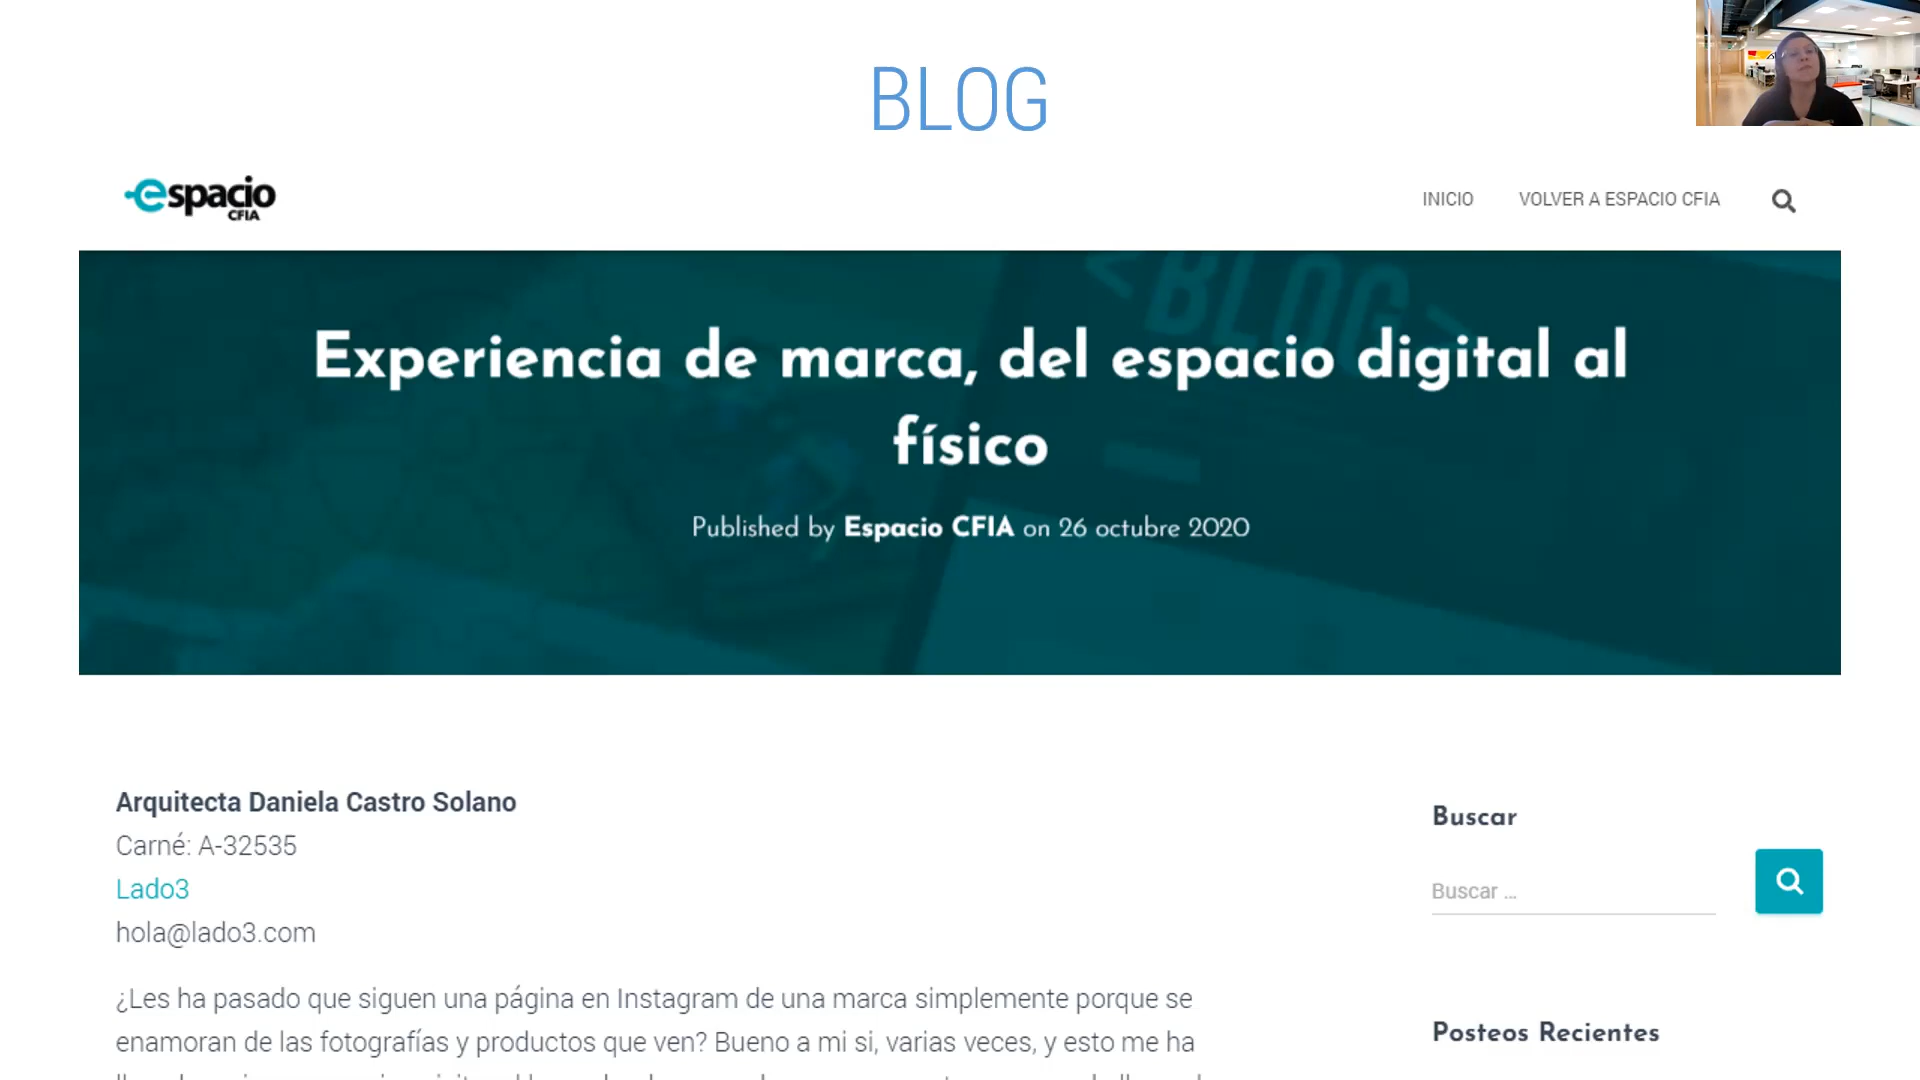 BLOG
espacio
CFIA
INICIO
VOLVER A ESPACIO CFIA
<BLOG>
Experiencia de marca, del espacio digital al
físico
Published by Espacio CFIA on 26 octubre 2020
Arquitecta Daniela Castro Solano
Carné: A-32535
Lado3
hola@lado3.com
¿Les ha pasado que siguen una página en Instagram de una marca simplemente porque se
enamoran de las fotografías y productos que ven? Bueno a mi si, varias veces, y esto me ha
Buscar
Buscar ...
Posteos Recientes